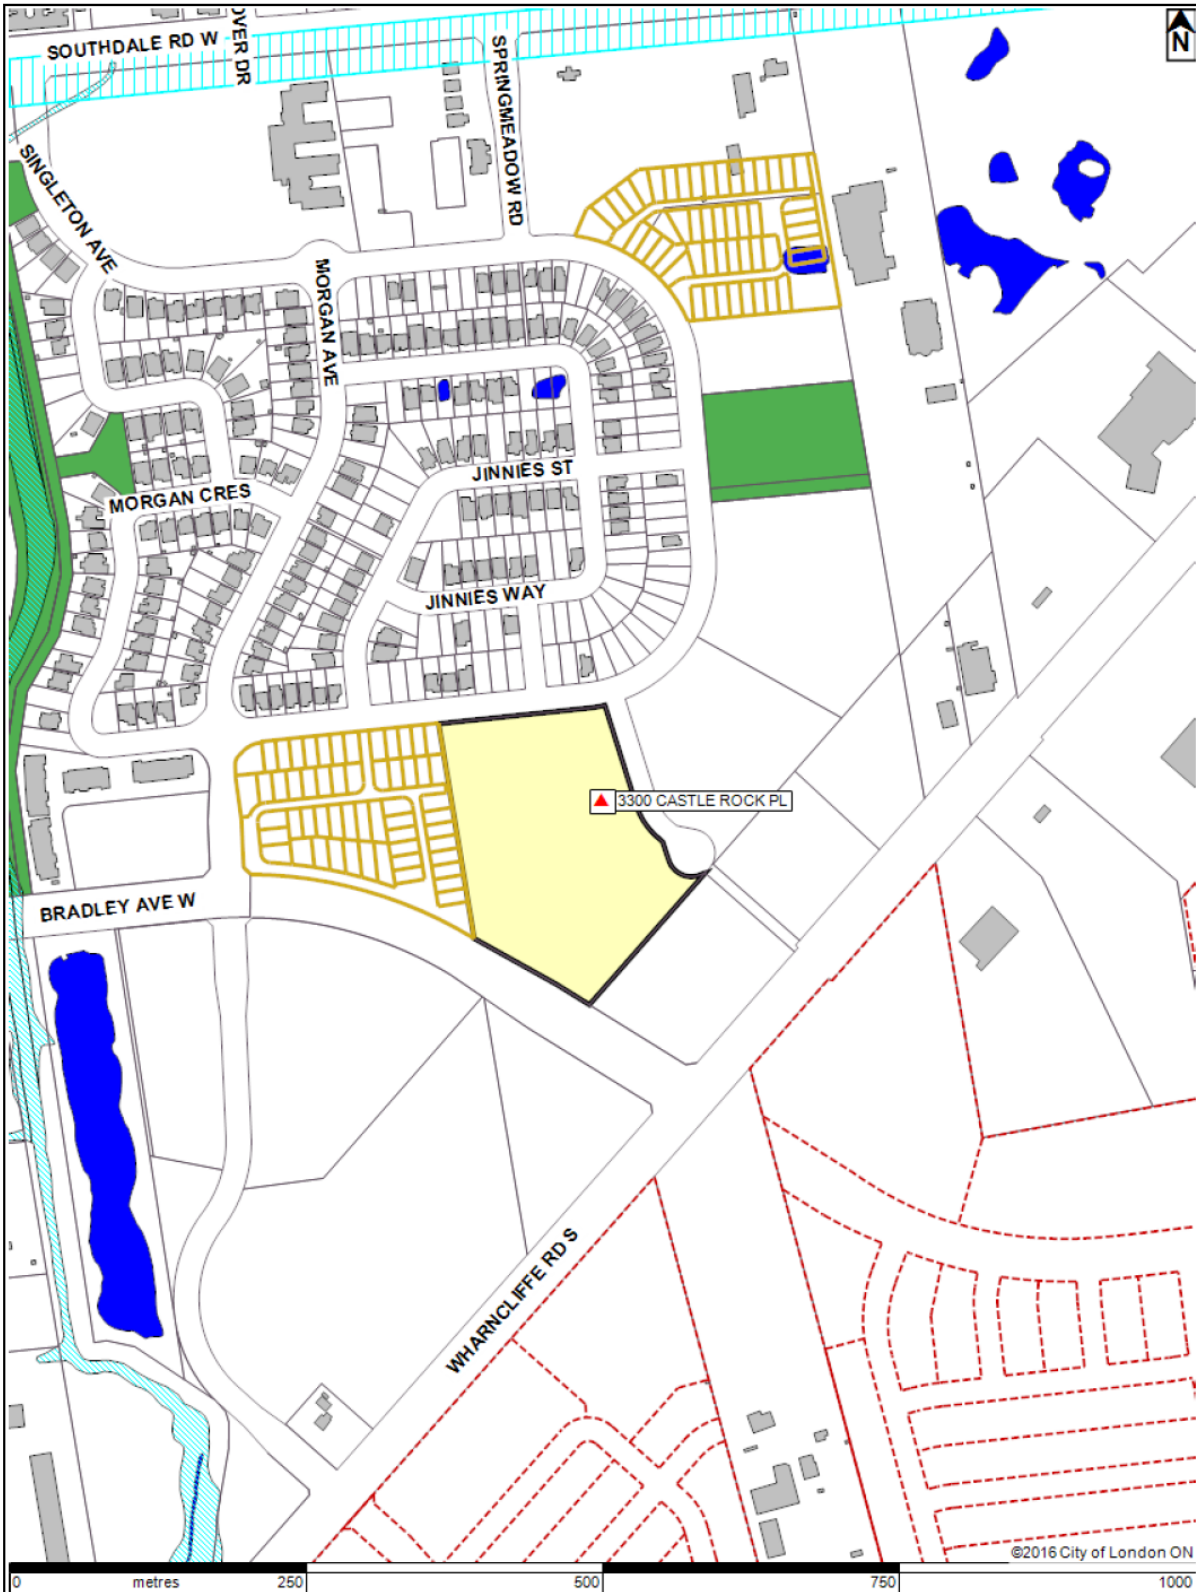 SOUTHDALE RD W
OVER DR
SPRINGMEADOW RD
N
SINGLETON AVE
MORGAN AVE
JINNIES ST
MORGAN CRES
JINNIES WAY
3300 CASTLE ROCK PL
BRADLEY AVE W
WHARNCLIFFE RD S
©2016 City of London ON
0 metres 250 500 750 1000